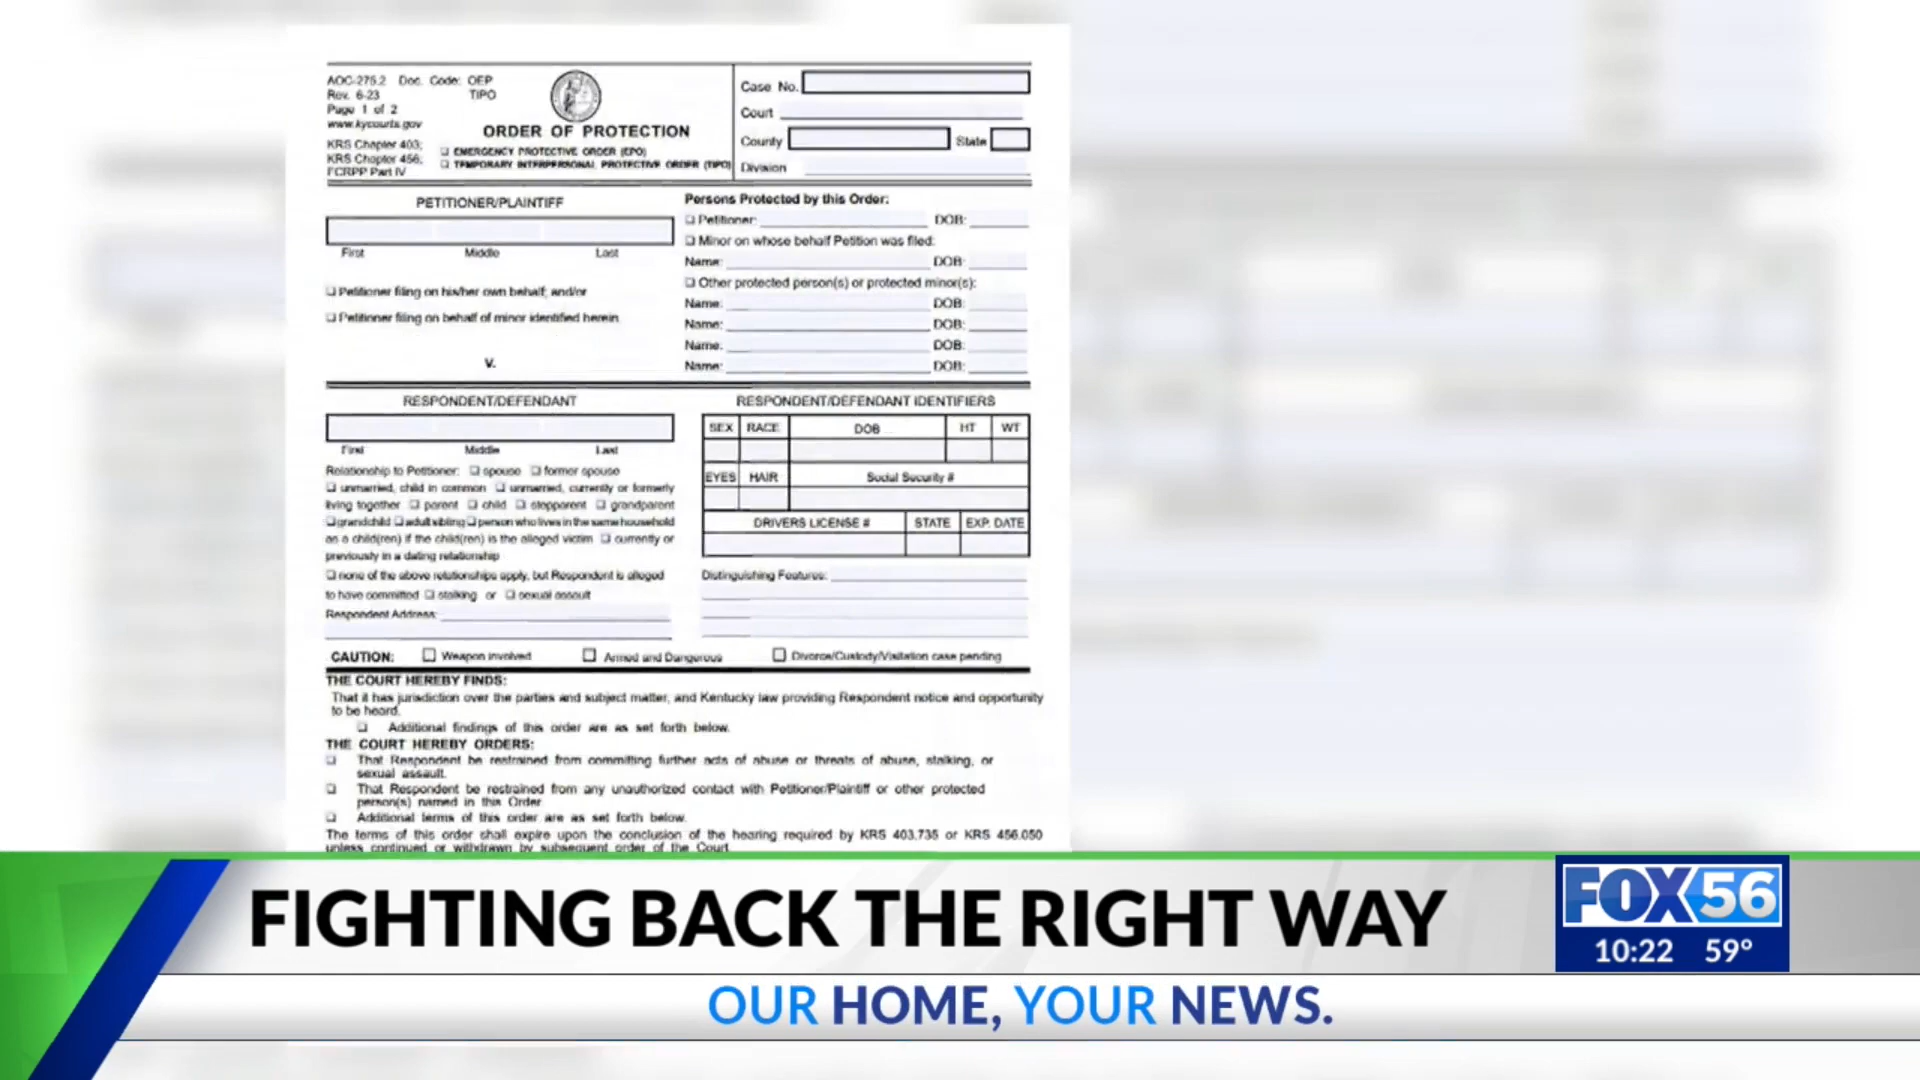 AOC-275.2 Doc. Code: OEP
TIPO
Rev. 6-23
Page 1 of 2
www.kycourts.gov
KRS Chapter 403;
KRS Chapter 456;
FCRPP Part IV
ORDER OF PROTECTION
❑ EMERGENCY PROTECTIVE ORDER (EPO)
❑ TEMPORARY INTERPERSONAL PROTECTIVE ORDER (TIPO)
Case No.
Court
County State
Division
PETITIONER/PLAINTIFF
First Middle Last
❑ Petitioner filing on his/her own behalf; and/or
❑ Petitioner filing on behalf of minor identified herein.
V.
Persons Protected by this Order:
❑ Petitioner: DOB:
❑ Minor on whose behalf Petition was filed:
Name: DOB:
❑ Other protected person(s) or protected minor(s):
Name: DOB:
Name: DOB:
Name: DOB:
Name: DOB:
RESPONDENT/DEFENDANT
First Middle Last
Relationship to Petitioner: ❑ spouse ❑ former spouse
❑ unmarried, child in common ❑ unmarried, currently or formerly
living together ❑ parent ❑ child ❑ stepparent ❑ grandparent
❑ grandchild ❑ adult sibling ❑ person who lives in the same household
as a child(ren) if the child(ren) is the alleged victim ❑ currently or
previously in a dating relationship
❑ none of the above relationships apply, but Respondent is alleged
to have committed ❑ stalking or ❑ sexual assault
Respondent Address:
RESPONDENT/DEFENDANT IDENTIFIERS
SEX RACE DOB HT WT
EYES HAIR Social Security #
DRIVERS LICENSE # STATE EXP. DATE
Distinguishing Features:
CAUTION: ❑ Weapon involved ❑ Armed and Dangerous ❑ Divorce/Custody/Visitation case pending
THE COURT HEREBY FINDS:
That it has jurisdiction over the parties and subject matter, and Kentucky law providing Respondent notice and opportunity
to be heard.
❑ Additional findings of this order are as set forth below.
THE COURT HEREBY ORDERS:
❑ That Respondent be restrained from committing further acts of abuse or threats of abuse, stalking, or
sexual assault.
❑ That Respondent be restrained from any unauthorized contact with Petitioner/Plaintiff or other protected
person(s) named in this Order
❑ Additional terms of this order are as set forth below.
The terms of this order shall expire upon the conclusion of the hearing required by KRS 403.735 or KRS 456.050
unless continued or withdrawn by subsequent order of the Court.
FIGHTING BACK THE RIGHT WAY
FOX 56
10:22 59°
OUR HOME, YOUR NEWS.